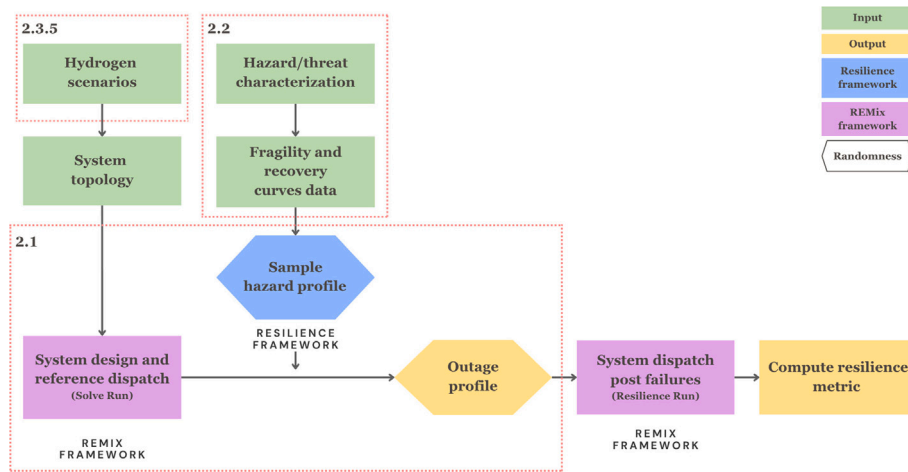 2.3.5
Hydrogen
scenarios
2.2
Hazard/threat
characterization
Input
Output
Resilience
framework
REMix
framework
Randomness
System
topology
Fragility and
recovery
curves data
2.1
Sample
hazard profile
RESILIENCE
FRAMEWORK
System design and
reference dispatch
(Solve Run)
Outage
profile
System dispatch
post failures
(Resilience Run)
Compute resilience
metric
REMIX
FRAMEWORK
REMIX
FRAMEWORK